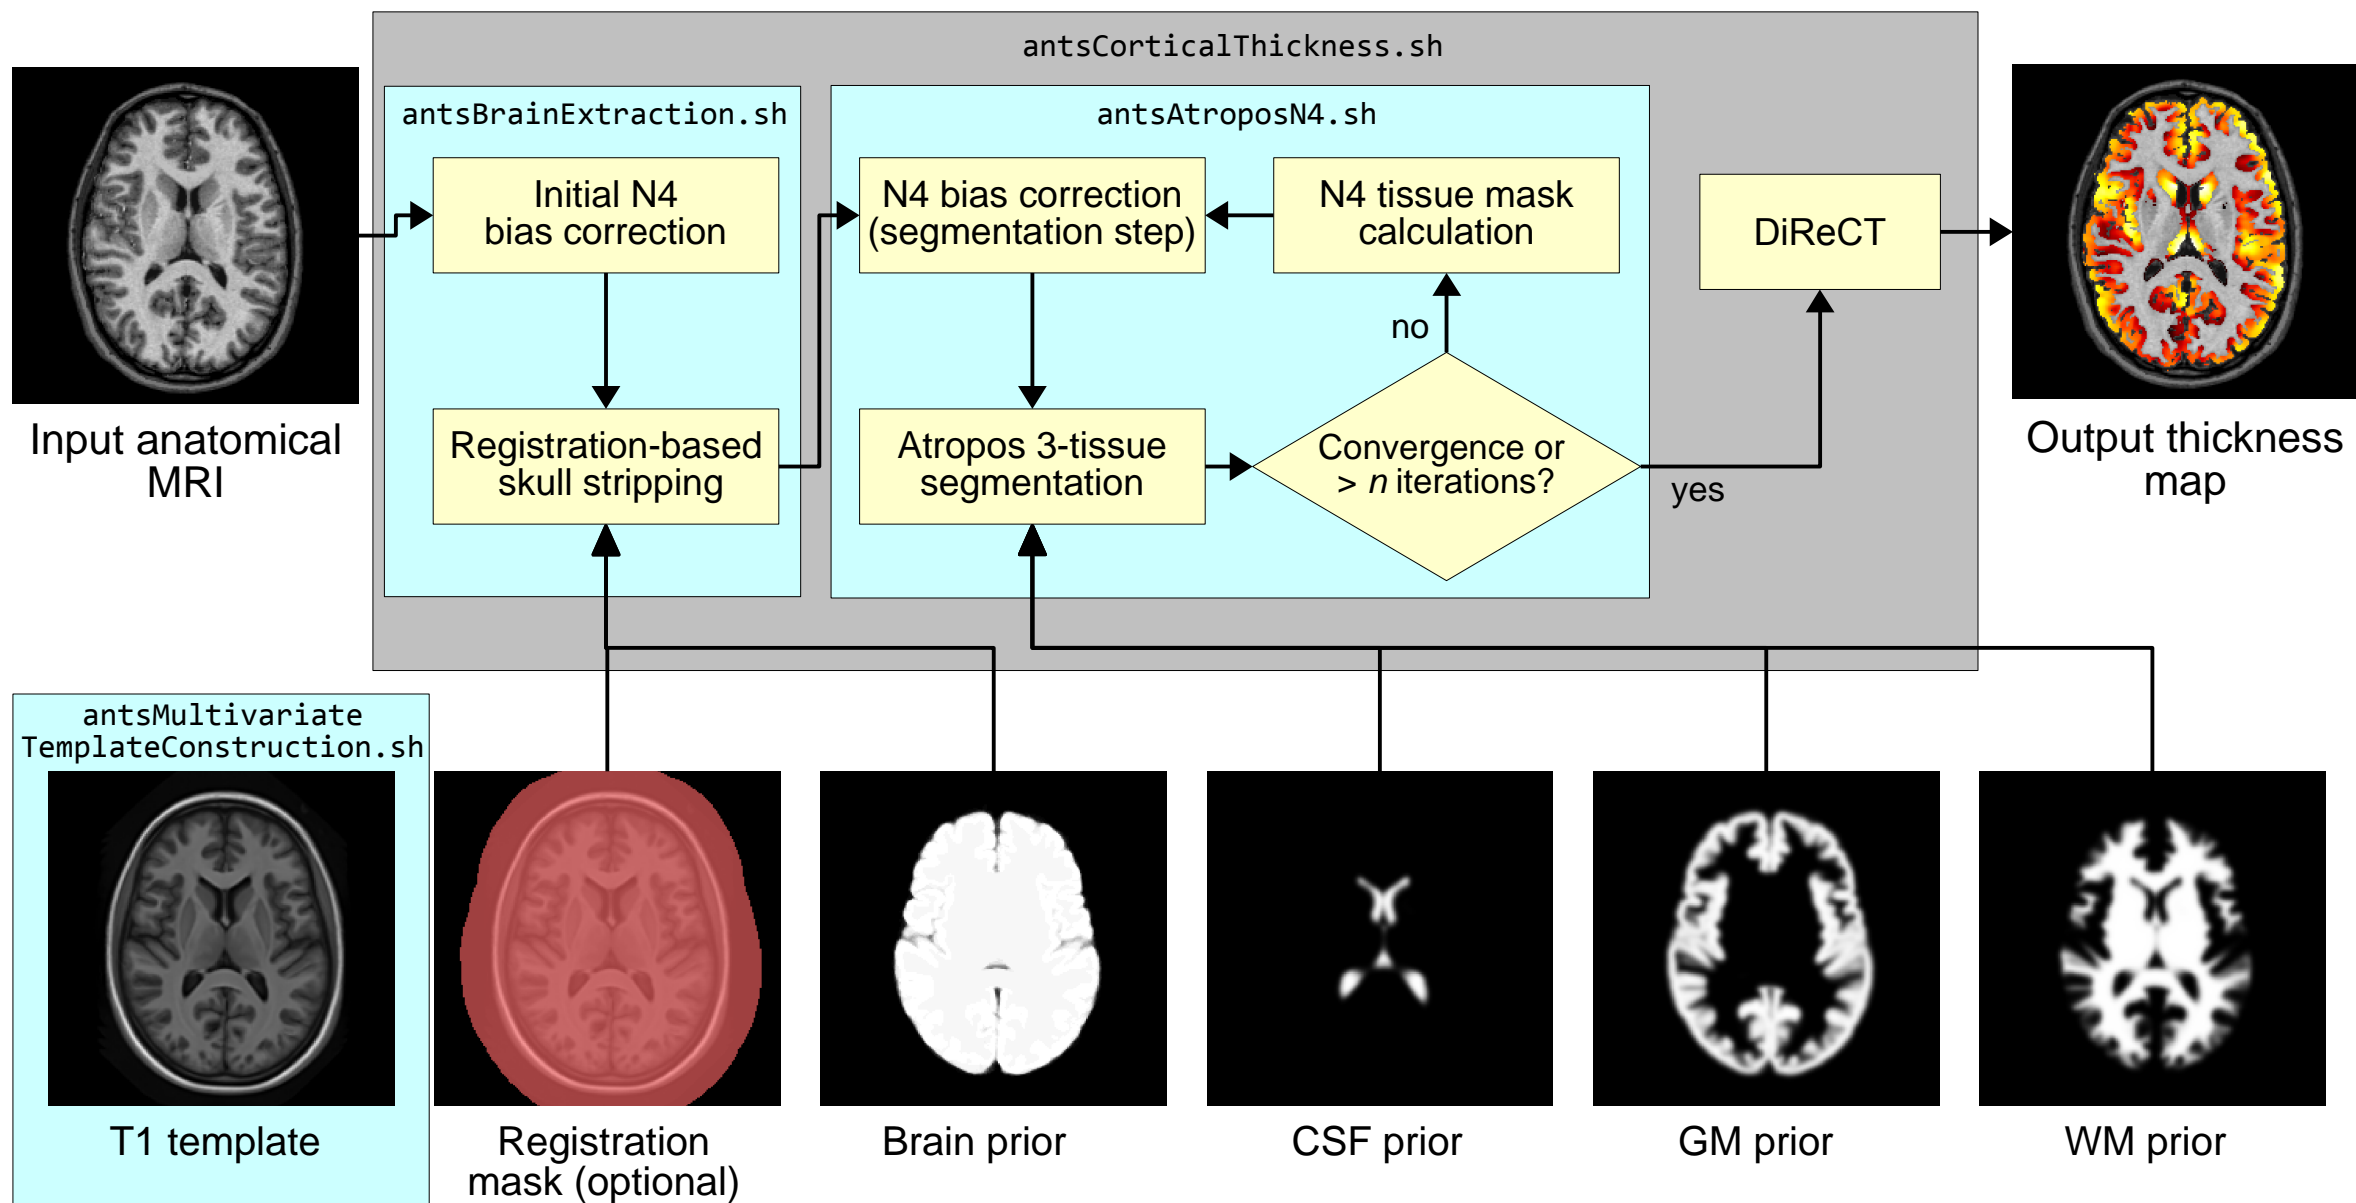 antsCorticalThickness.sh
antsBrainExtraction.sh
antsAtroposN4.sh
Initial N4
bias correction
N4 bias correction
(segmentation step)
N4 tissue mask
calculation
DiReCT
no
Registration-based
skull stripping
Atropos 3-tissue
segmentation
Convergence or
> n iterations?
yes
Input anatomical
MRI
Output thickness
map
antsMultivariate
TemplateConstruction.sh
T1 template
Registration
mask (optional)
Brain prior
CSF prior
GM prior
WM prior